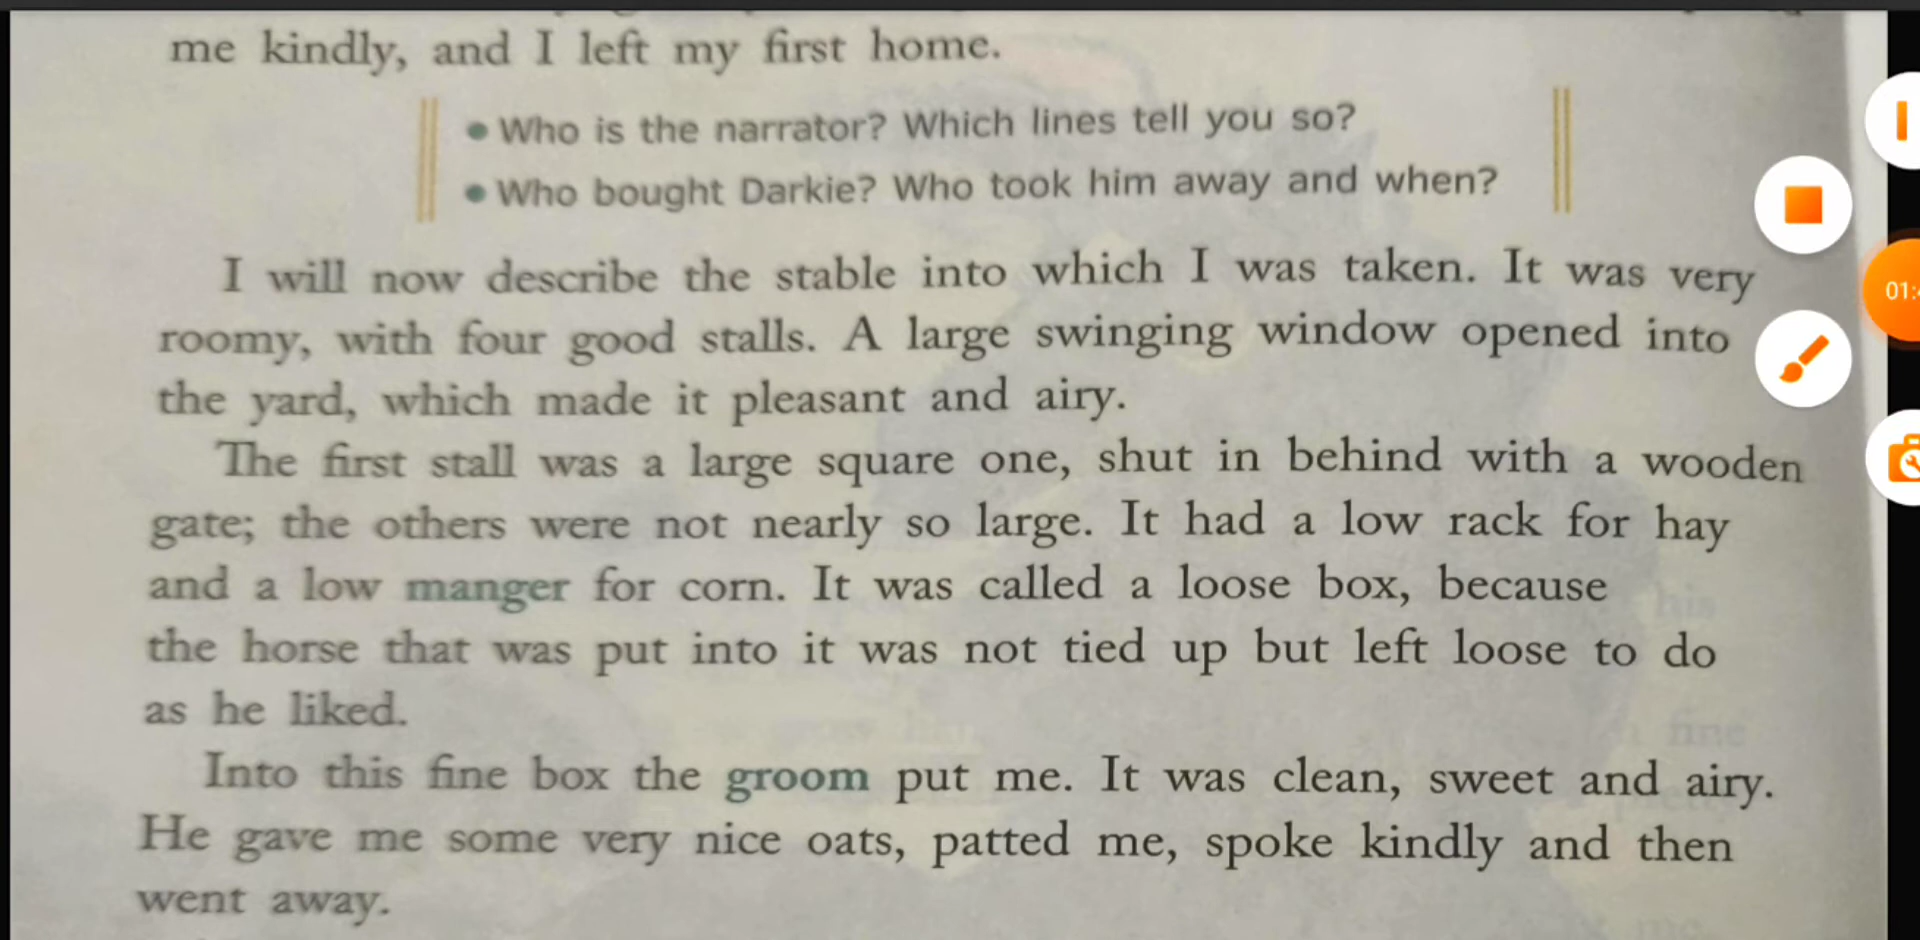 me kindly, and I left my first home.
• Who is the narrator? Which lines tell you so?
• Who bought Darkie? Who took him away and when?
I will now describe the stable into which I was taken. It was very
roomy, with four good stalls. A large swinging window opened into
the yard, which made it pleasant and airy.
The first stall was a large square one, shut in behind with a wooden
gate; the others were not nearly so large. It had a low rack for hay
and a low manger for corn. It was called a loose box, because
the horse that was put into it was not tied up but left loose to do
as he liked.
Into this fine box the groom put me. It was clean, sweet and airy.
He gave me some very nice oats, patted me, spoke kindly and then
went away.